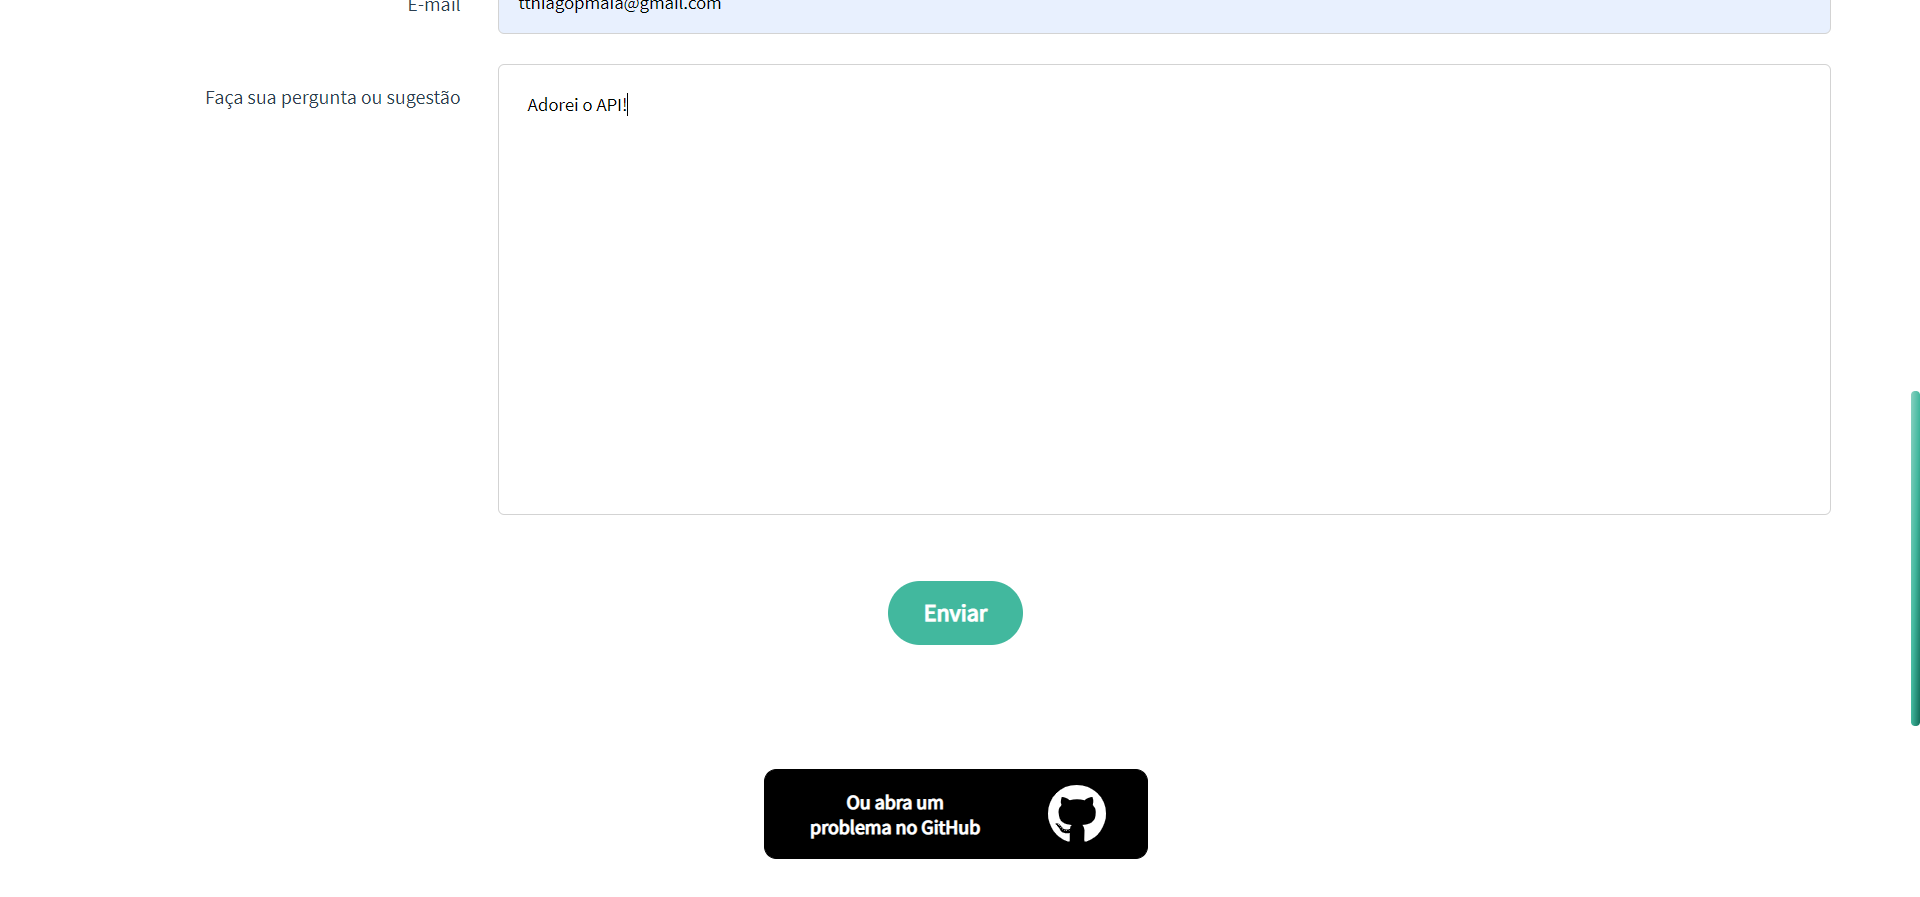 E-mail
tthiagopmaia@gmail.com
Faça sua pergunta ou sugestão
Adorei o API!
Enviar
Ou abra um
problema no GitHub